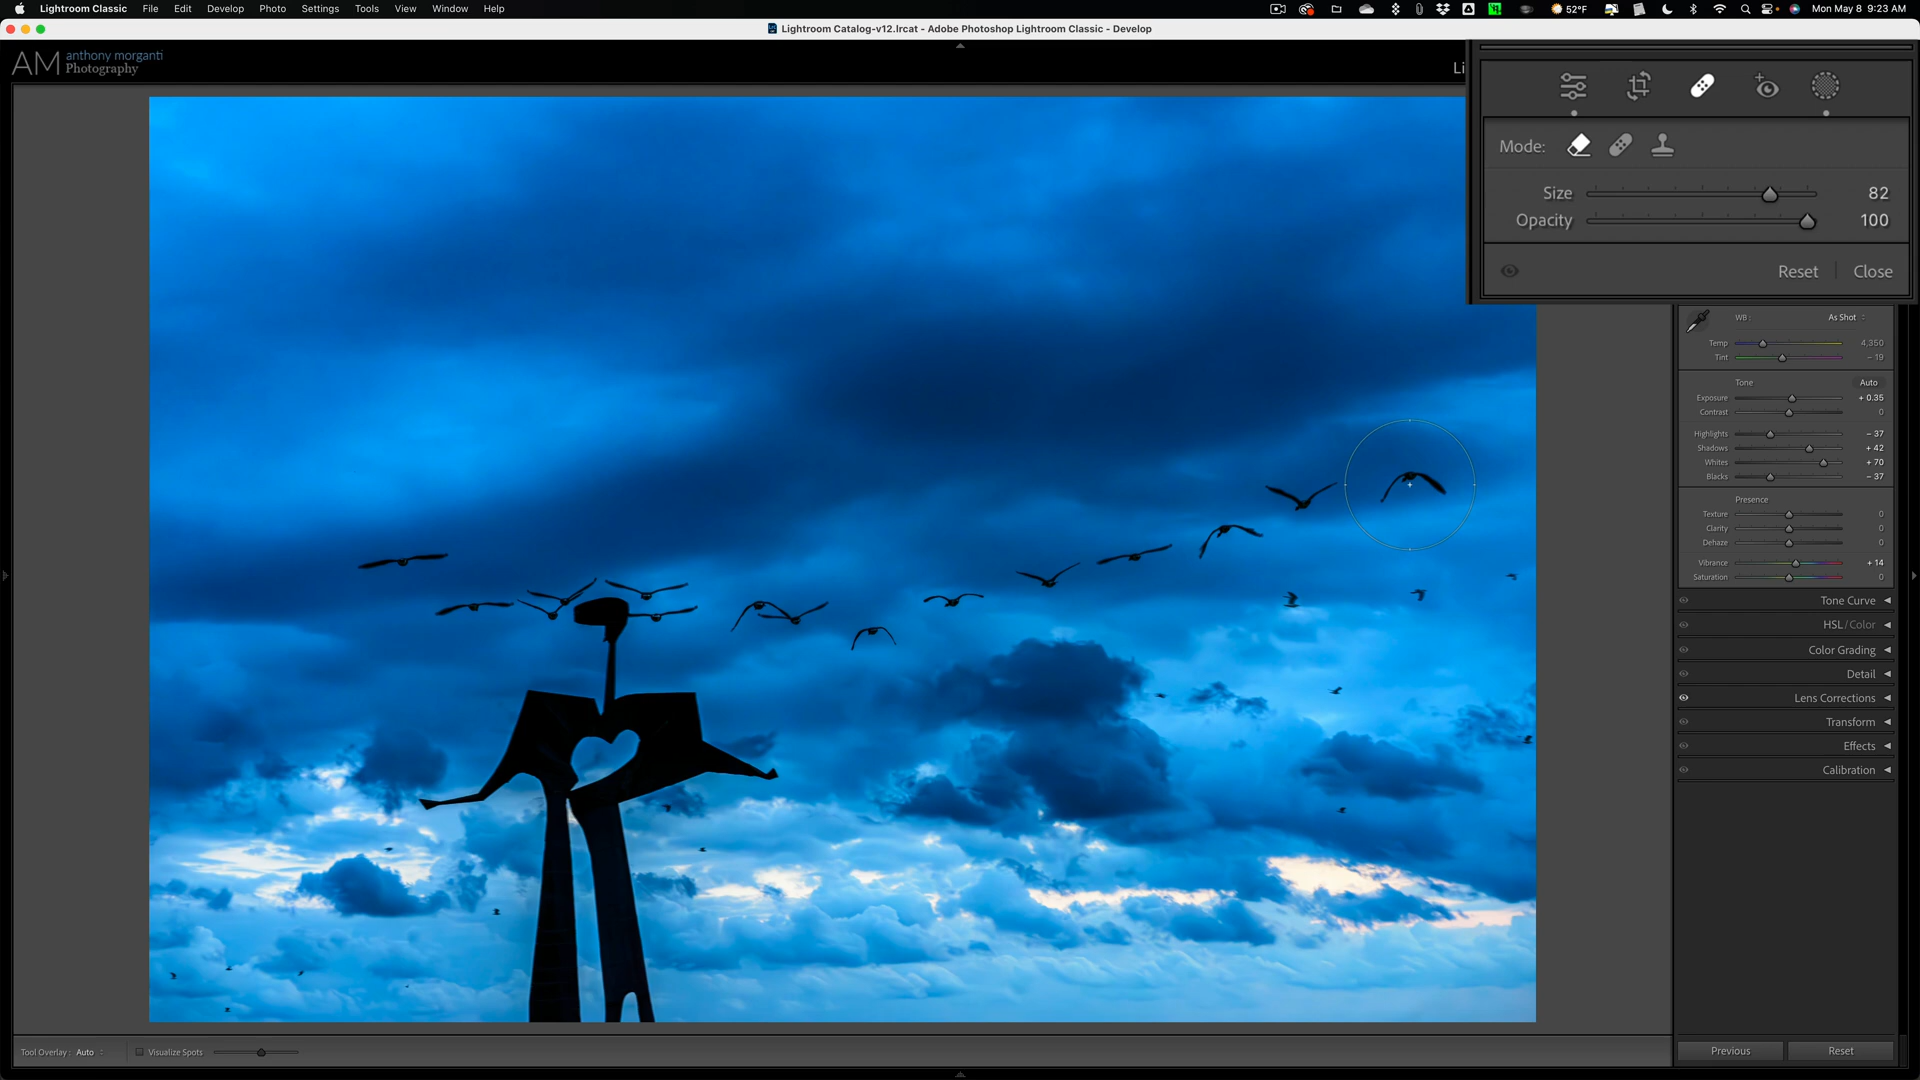 Lightroom Classic File Edit Develop Photo Settings Tools View Window Help 52°F Mon May 8 9:23 AM
Lightroom Catalog-v12.lrcat - Adobe Photoshop Lightroom Classic - Develop
AM anthony morganti
Photography
Li
Mode:
Size 82
Opacity 100
Reset Close
WB: As Shot
Temp 4,350
Tint – 19
Tone Auto
Exposure + 0.35
Contrast 0
Highlights – 37
Shadows + 42
Whites + 70
Blacks – 37
Presence
Texture 0
Clarity 0
Dehaze 0
Vibrance + 14
Saturation 0
Tone Curve
HSL / Color
Color Grading
Detail
Lens Corrections
Transform
Effects
Calibration
Tool Overlay: Auto Visualize Spots
Previous Reset